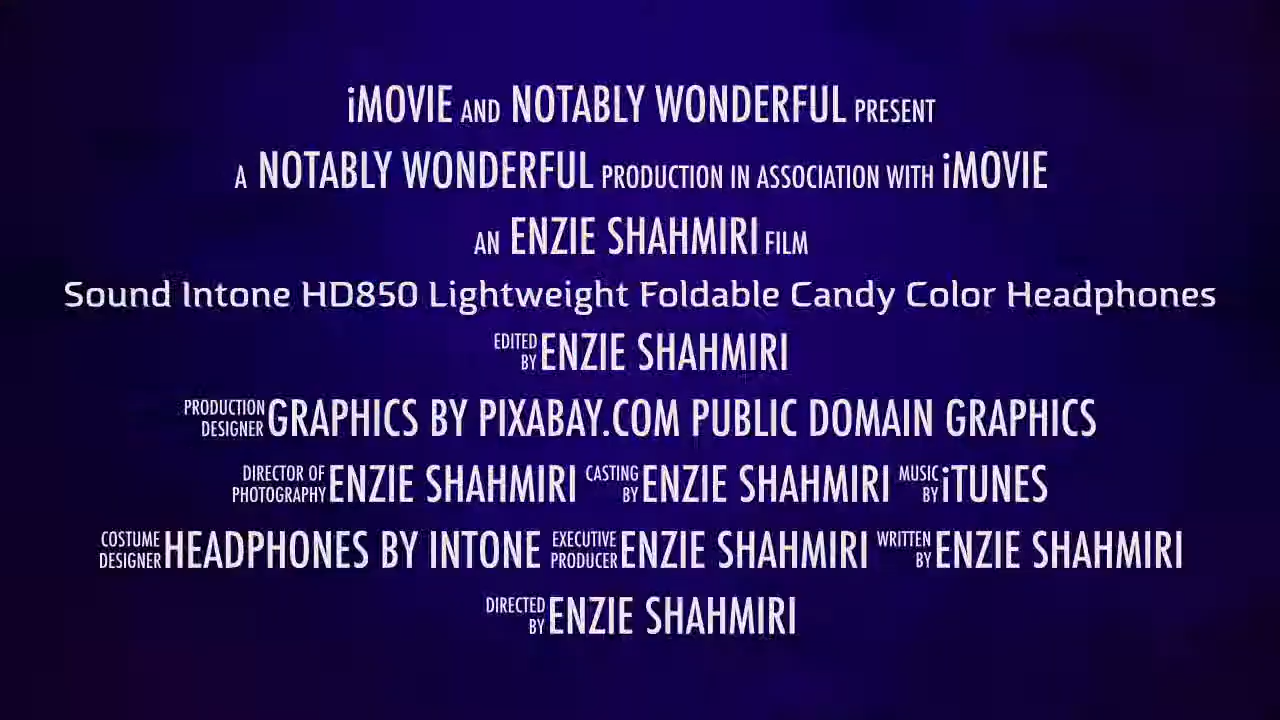 iMOVIE AND NOTABLY WONDERFUL PRESENT
A NOTABLY WONDERFUL PRODUCTION IN ASSOCIATION WITH iMOVIE
AN ENZIE SHAHMIRI FILM
Sound Intone HD850 Lightweight Foldable Candy Color Headphones
EDITED BY ENZIE SHAHMIRI
PRODUCTION DESIGNER GRAPHICS BY PIXABAY.COM PUBLIC DOMAIN GRAPHICS
DIRECTOR OF PHOTOGRAPHY ENZIE SHAHMIRI CASTING BY ENZIE SHAHMIRI MUSIC BY iTUNES
COSTUME DESIGNER HEADPHONES BY INTONE EXECUTIVE PRODUCER ENZIE SHAHMIRI WRITTEN BY ENZIE SHAHMIRI
DIRECTED BY ENZIE SHAHMIRI